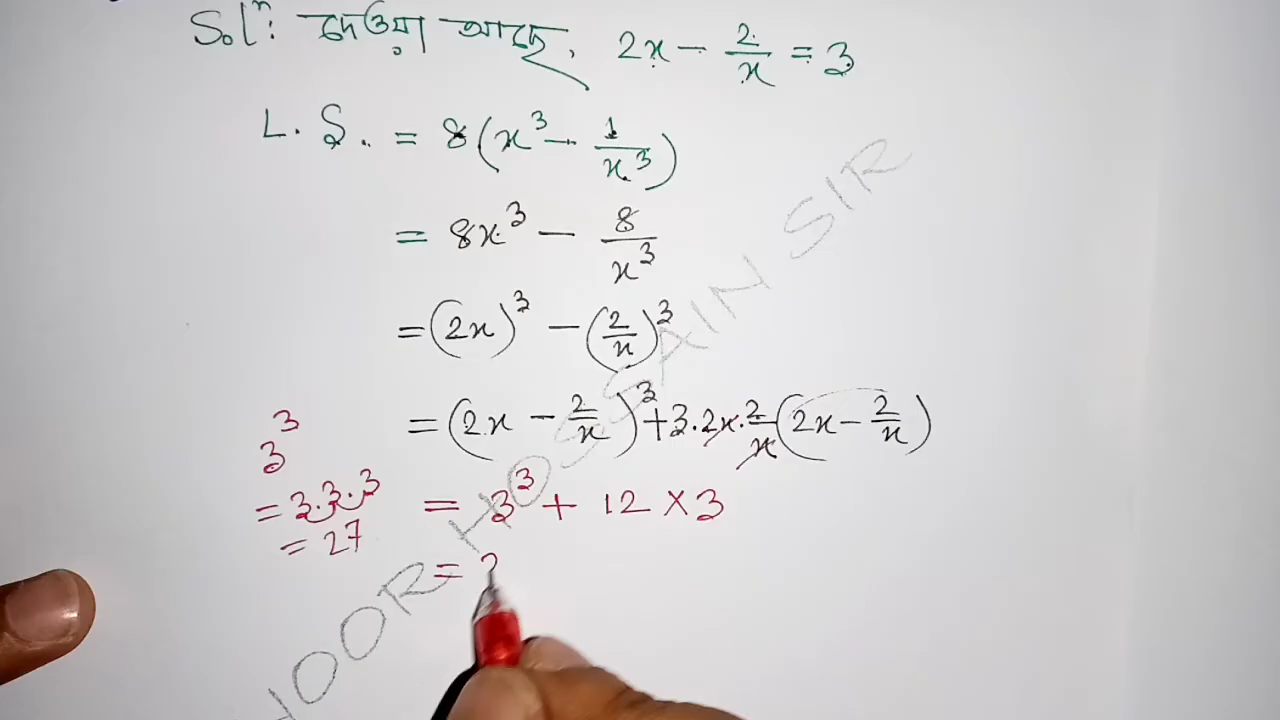 Solⁿ: দেওয়া আছে, 2x - 2/x = 3
L. S. = 8(x³ - 1/x³)
= 8x³ - 8/x³
= (2x)³ - (2/x)³
= (2x - 2/x)³ + 3.2x.2/x(2x - 2/x)
3³
= 3.3.3
= 27
= 3³ + 12 × 3
= 2
NOOR HOSSAIN SIR